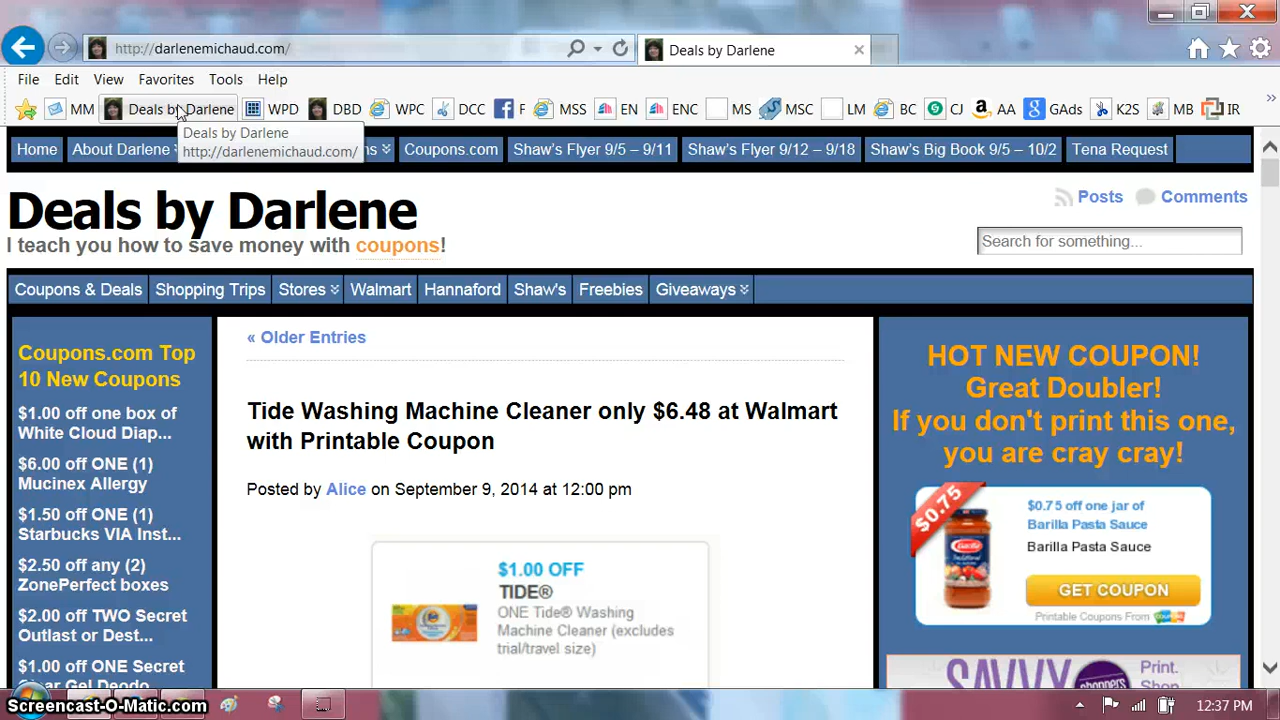 http://darlenemichaud.com/
Deals by Darlene
File Edit View Favorites Tools Help
MM Deals by Darlene WPD DBD WPC DCC F MSS EN ENC MS MSC LM BC CJ AA GAds K2S MB IR
Deals by Darlene
http://darlenemichaud.com/
Home About Darlene ns Coupons.com Shaw's Flyer 9/5 – 9/11 Shaw's Flyer 9/12 – 9/18 Shaw's Big Book 9/5 – 10/2 Tena Request
Deals by Darlene
I teach you how to save money with coupons!
Posts Comments
Search for something...
Coupons & Deals Shopping Trips Stores Walmart Hannaford Shaw's Freebies Giveaways
Coupons.com Top
10 New Coupons
$1.00 off one box of
White Cloud Diap...
$6.00 off ONE (1)
Mucinex Allergy
$1.50 off ONE (1)
Starbucks VIA Inst...
$2.50 off any (2)
ZonePerfect boxes
$2.00 off TWO Secret
Outlast or Dest...
$1.00 off ONE Secret
Clear Gel Deodo...
« Older Entries
Tide Washing Machine Cleaner only $6.48 at Walmart
with Printable Coupon
Posted by Alice on September 9, 2014 at 12:00 pm
$1.00 OFF
TIDE®
ONE Tide® Washing
Machine Cleaner (excludes
trial/travel size)
HOT NEW COUPON!
Great Doubler!
If you don't print this one,
you are cray cray!
$0.75
$0.75 off one jar of
Barilla Pasta Sauce
Barilla Pasta Sauce
Barilla
GET COUPON
Printable Coupons From
SAVVY shoppers
Print.
Shop
Screencast-O-Matic.com
12:37 PM